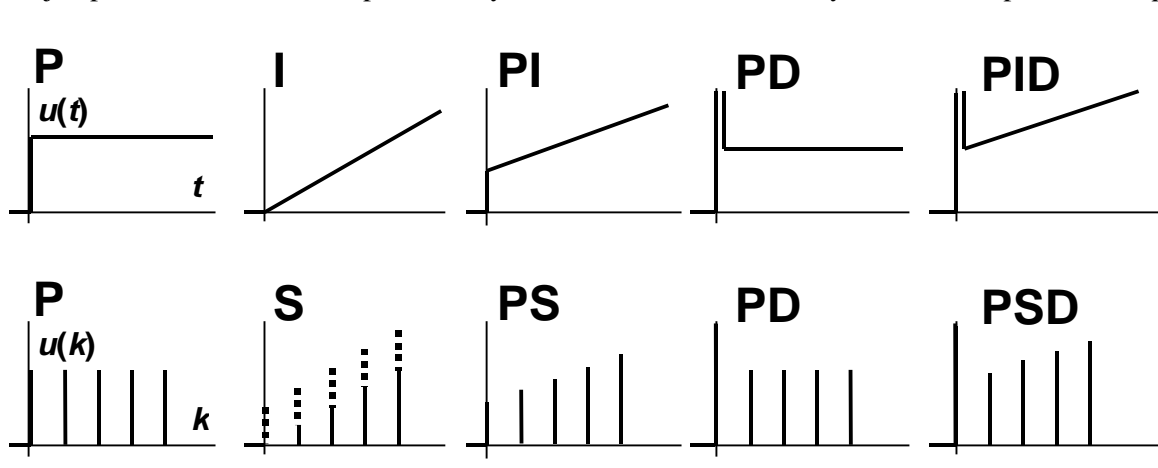 P I PI PD PID
u(t)
t
P S PS PD PSD
u(k)
k